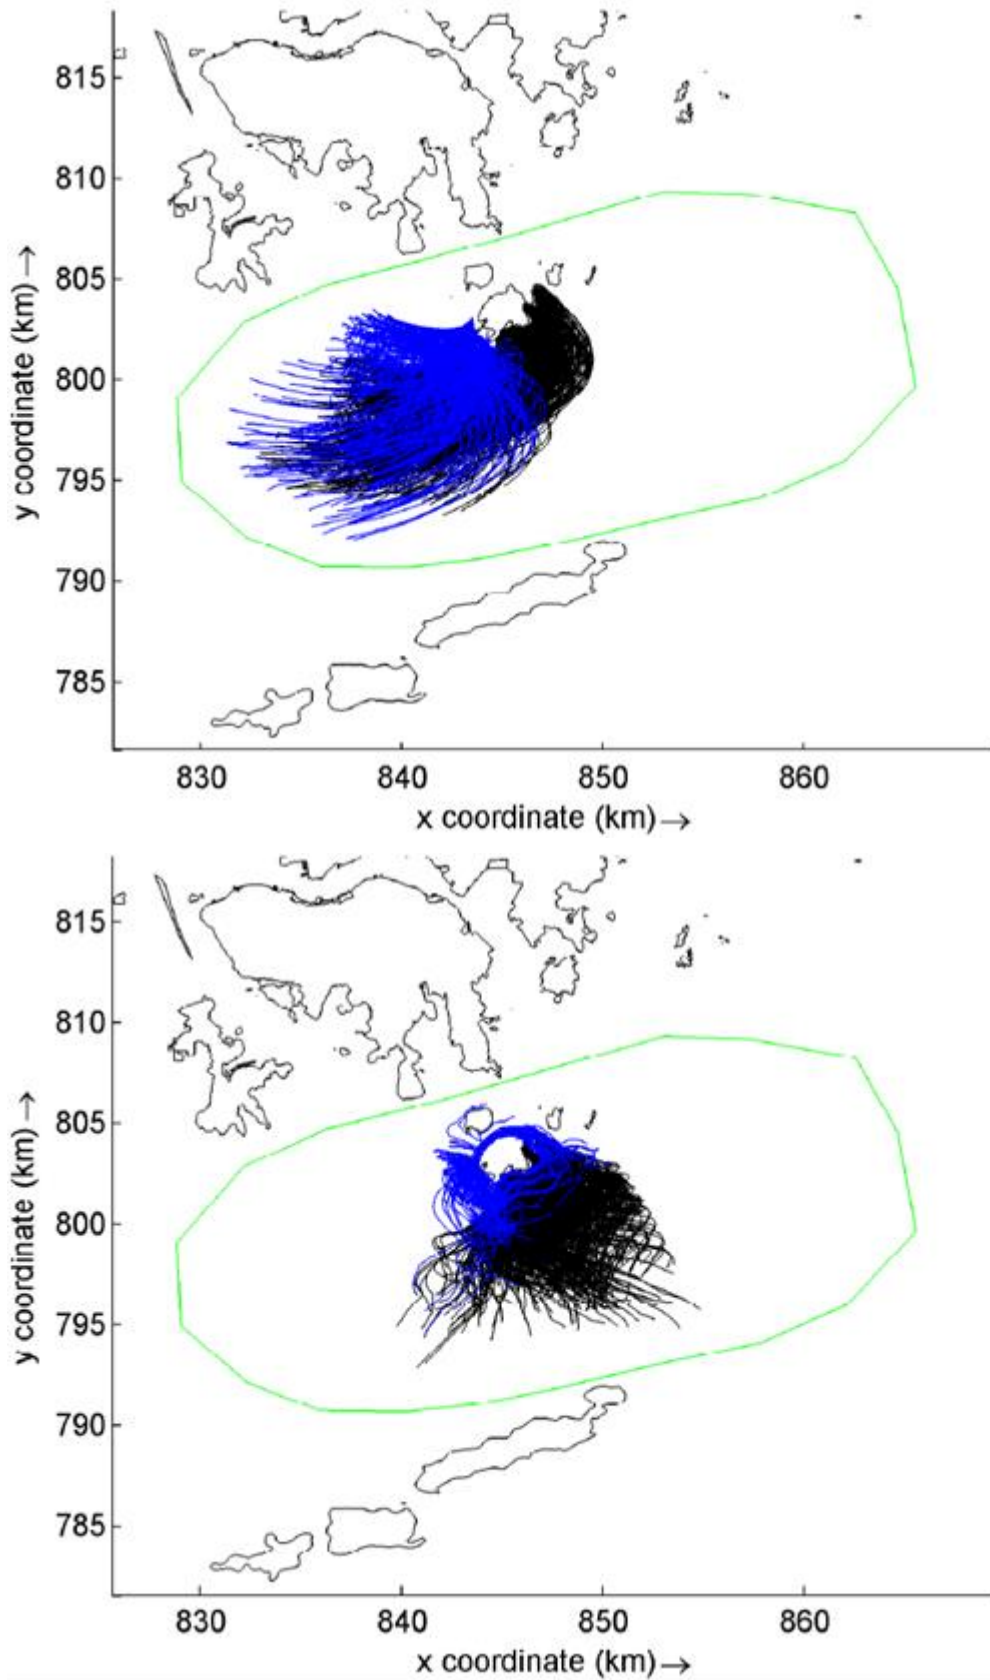 815
810
805
800
795
790
785
y coordinate (km) →
830 840 850 860
x coordinate (km) →
815
810
805
800
795
790
785
y coordinate (km) →
830 840 850 860
x coordinate (km) →